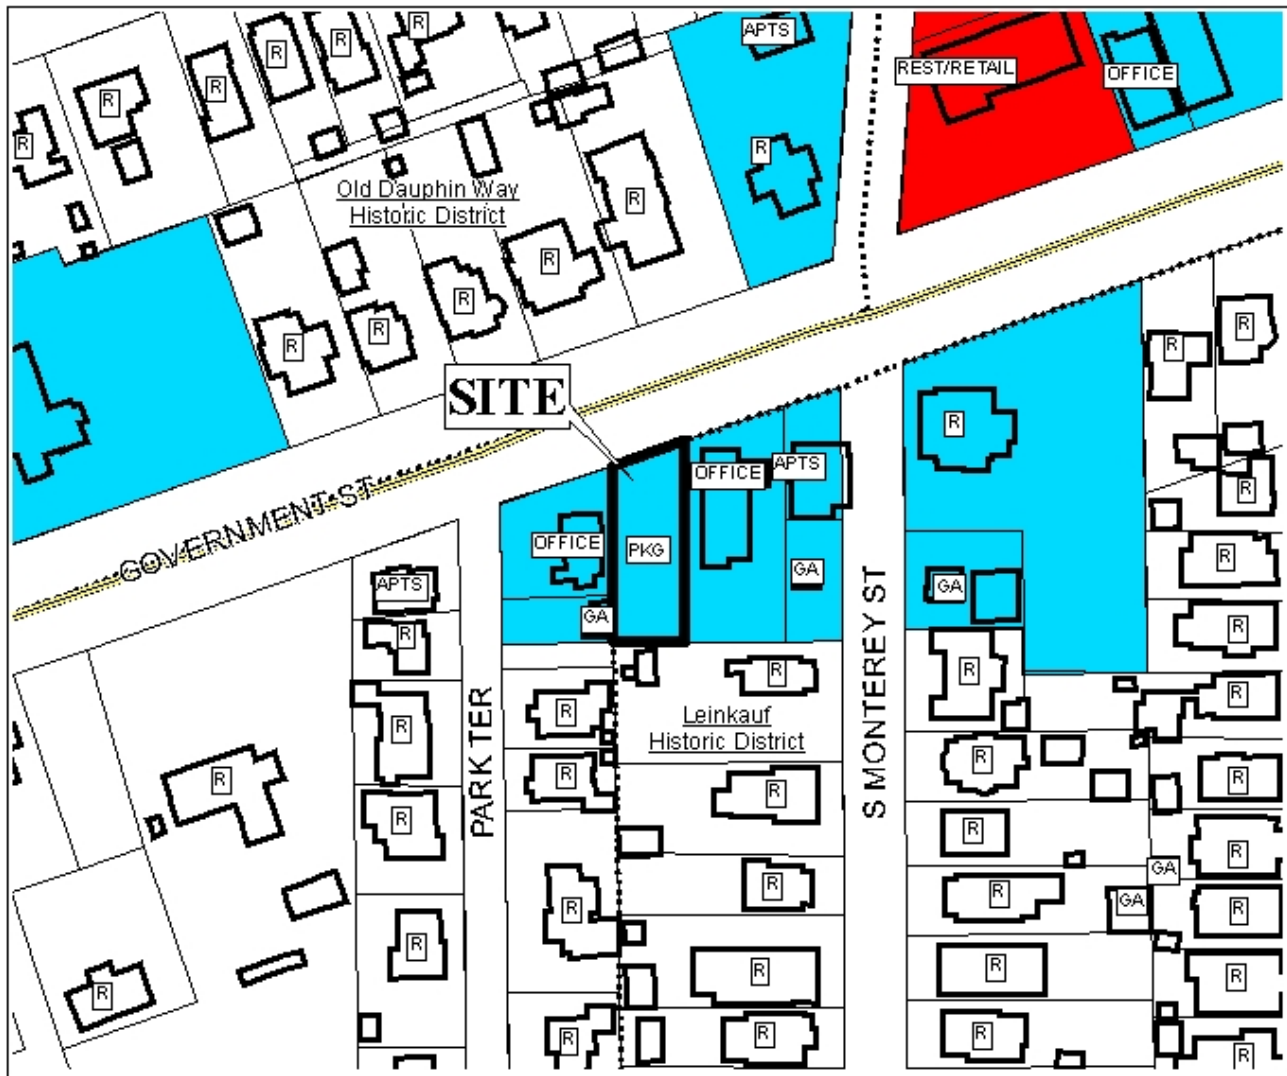 R
R
R
R
R
APTS
REST/RETAIL
OFFICE
R
Old Dauphin Way
Historic District
R
R
R
R
R
R
R
R
SITE
R
OFFICE
APTS
R
GOVERNMENT ST
OFFICE
PKG
GA
GA
R
APTS
GA
R
R
R
R
R
R
PARK TER
Leinkauf
Historic District
S MONTEREY ST
R
R
R
R
R
R
R
R
R
R
R
R
GA
R
R
GA
R
R
R
R
R
R
R
R
R
R
R